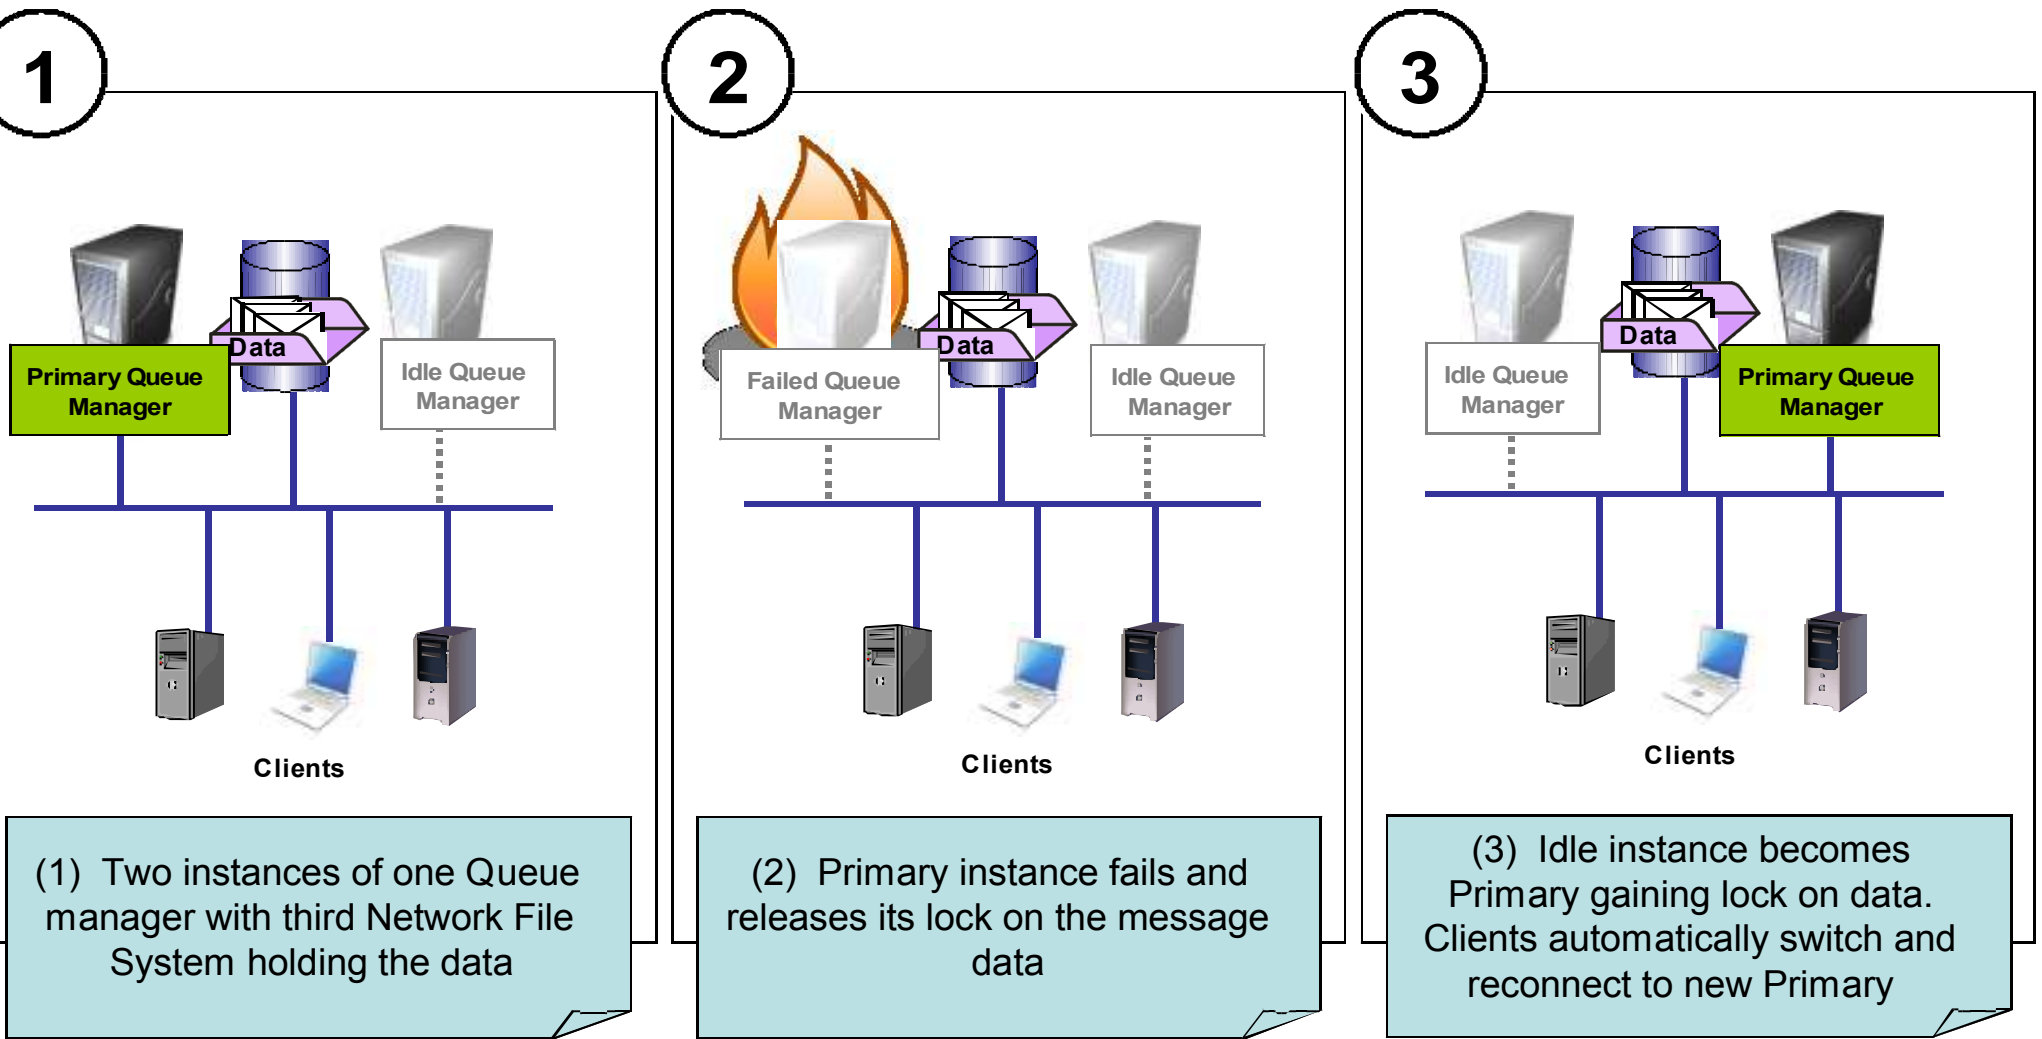 1
Data
Primary Queue
Manager
Idle Queue
Manager
Clients
(1) Two instances of one Queue
manager with third Network File
System holding the data
2
Data
Failed Queue
Manager
Idle Queue
Manager
Clients
(2) Primary instance fails and
releases its lock on the message
data
3
Data
Idle Queue
Manager
Primary Queue
Manager
Clients
(3) Idle instance becomes
Primary gaining lock on data.
Clients automatically switch and
reconnect to new Primary